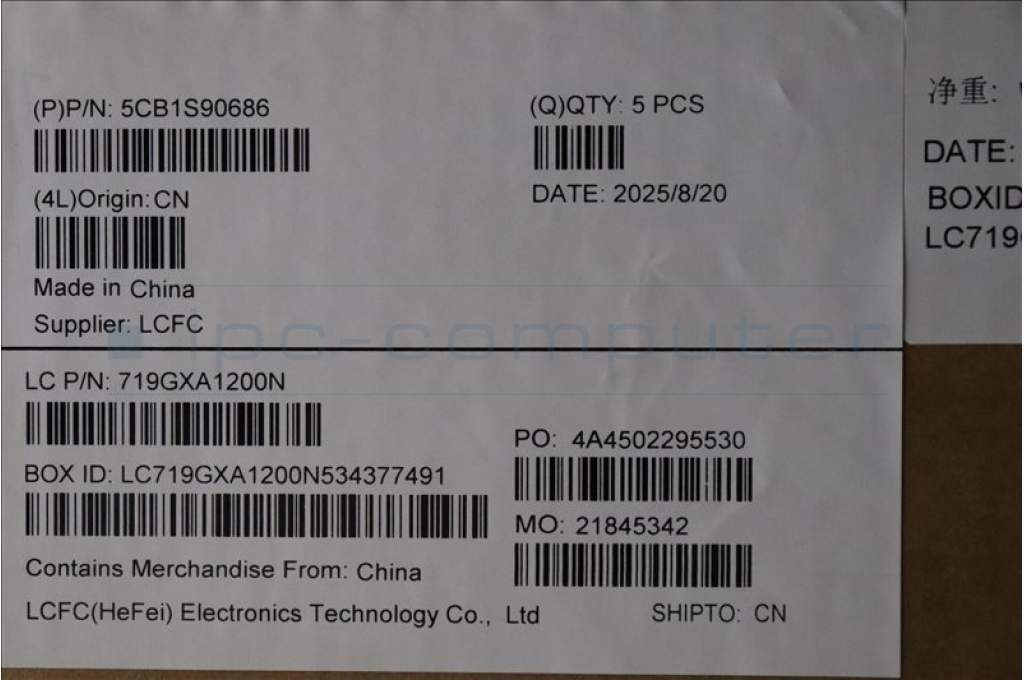 (P)P/N: 5CB1S90686
(Q)QTY: 5 PCS
(4L)Origin:CN
DATE: 2025/8/20
Made in China
Supplier: LCFC
ipc-computer
LC P/N: 719GXA1200N
PO: 4A4502295530
BOX ID: LC719GXA1200N534377491
MO: 21845342
Contains Merchandise From: China
LCFC(HeFei) Electronics Technology Co., Ltd
SHIPTO: CN
净重:
DATE:
BOXID
LC719